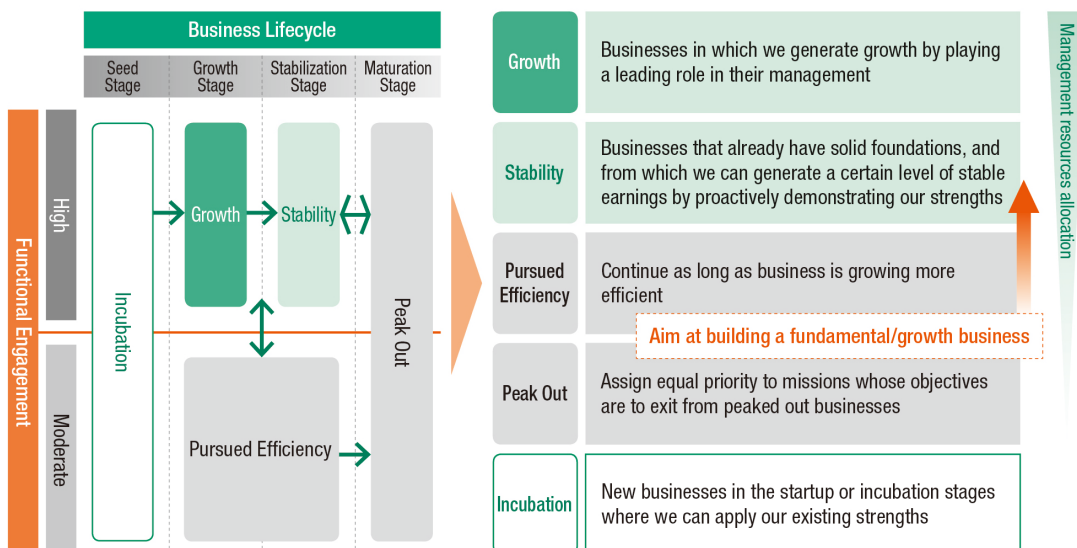 Business Lifecycle
Seed
Stage
Growth
Stage
Stabilization
Stage
Maturation
Stage
Functional Engagement
High
Moderate
Incubation
Growth
Stability
Peak Out
Pursued Efficiency
Growth
Businesses in which we generate growth by playing
a leading role in their management
Stability
Businesses that already have solid foundations, and
from which we can generate a certain level of stable
earnings by proactively demonstrating our strengths
Pursued
Efficiency
Continue as long as business is growing more
efficient
Aim at building a fundamental/growth business
Peak Out
Assign equal priority to missions whose objectives
are to exit from peaked out businesses
Incubation
New businesses in the startup or incubation stages
where we can apply our existing strengths
Management resources allocation